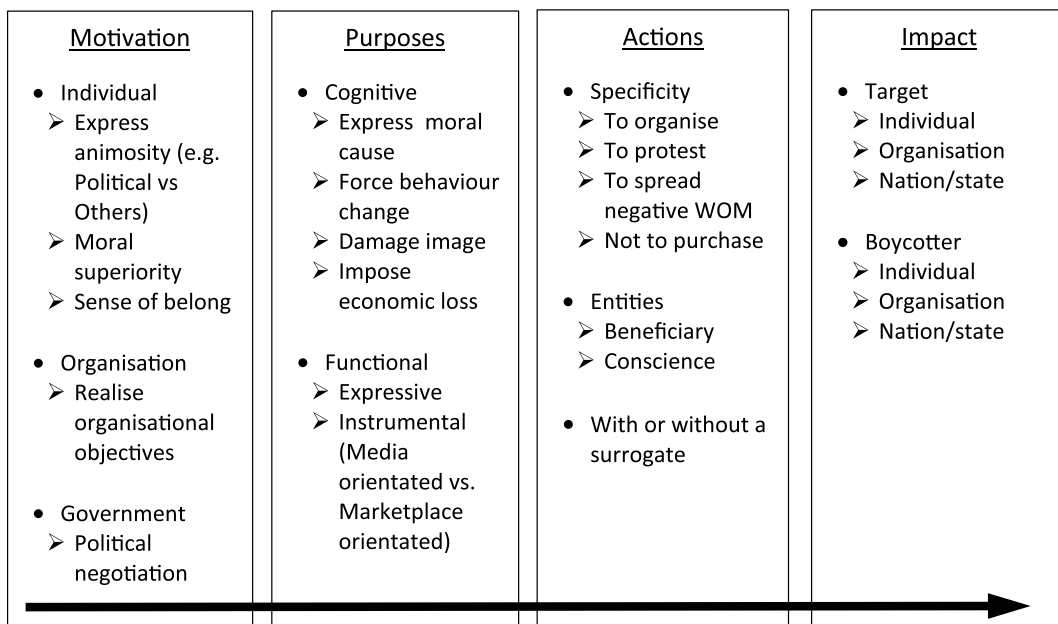 Motivation
• Individual
➢ Express
animosity (e.g.
Political vs
Others)
➢ Moral
superiority
➢ Sense of belong
• Organisation
➢ Realise
organisational
objectives
• Government
➢ Political
negotiation
Purposes
• Cognitive
➢ Express moral
cause
➢ Force behaviour
change
➢ Damage image
➢ Impose
economic loss
• Functional
➢ Expressive
➢ Instrumental
(Media
orientated vs.
Marketplace
orientated)
Actions
• Specificity
➢ To organise
➢ To protest
➢ To spread
negative WOM
➢ Not to purchase
• Entities
➢ Beneficiary
➢ Conscience
• With or without a
surrogate
Impact
• Target
➢ Individual
➢ Organisation
➢ Nation/state
• Boycotter
➢ Individual
➢ Organisation
➢ Nation/state